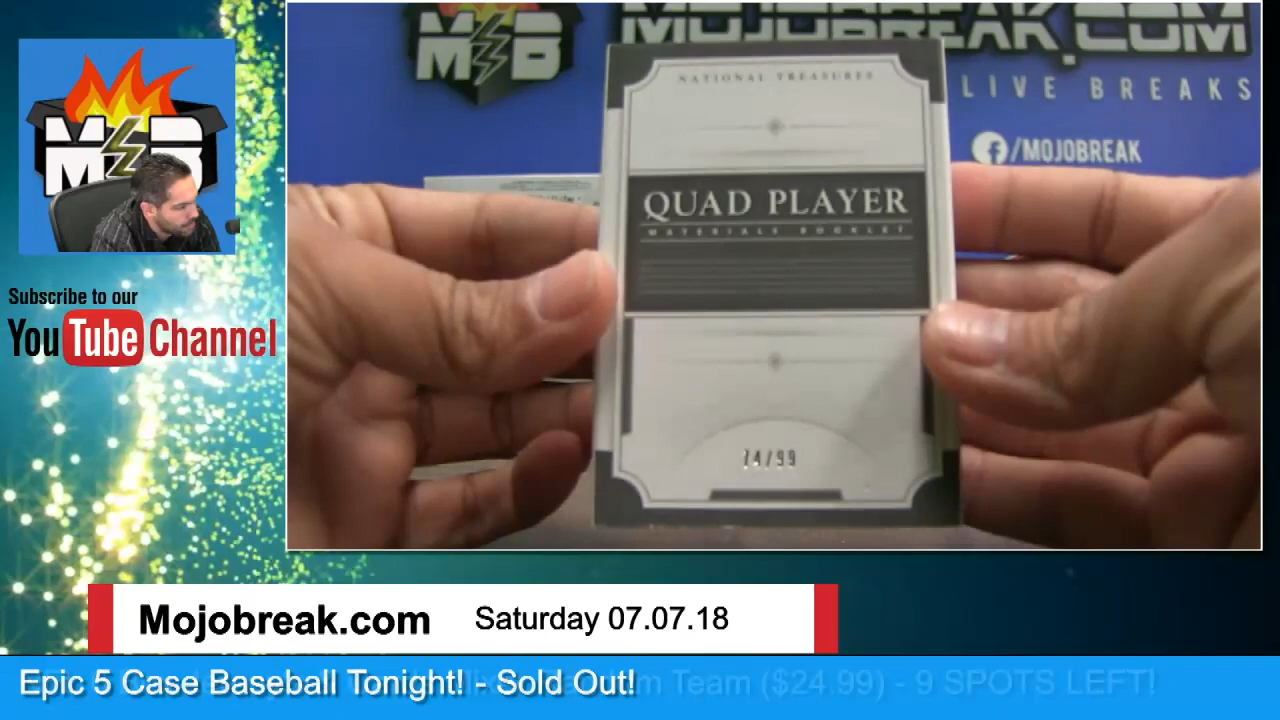 M B
MOJOBREAK.COM
LIVE BREAKS
f/MOJOBREAK
NATIONAL TREASURES
QUAD PLAYER
MATERIALS BOOKLET
74/99
M B
Subscribe to our
YouTube Channel
Mojobreak.com
Saturday 07.07.18
Epic 5 Case Baseball Tonight! - Sold Out!
Team ($24.99) - 9 SPOTS LEFT!